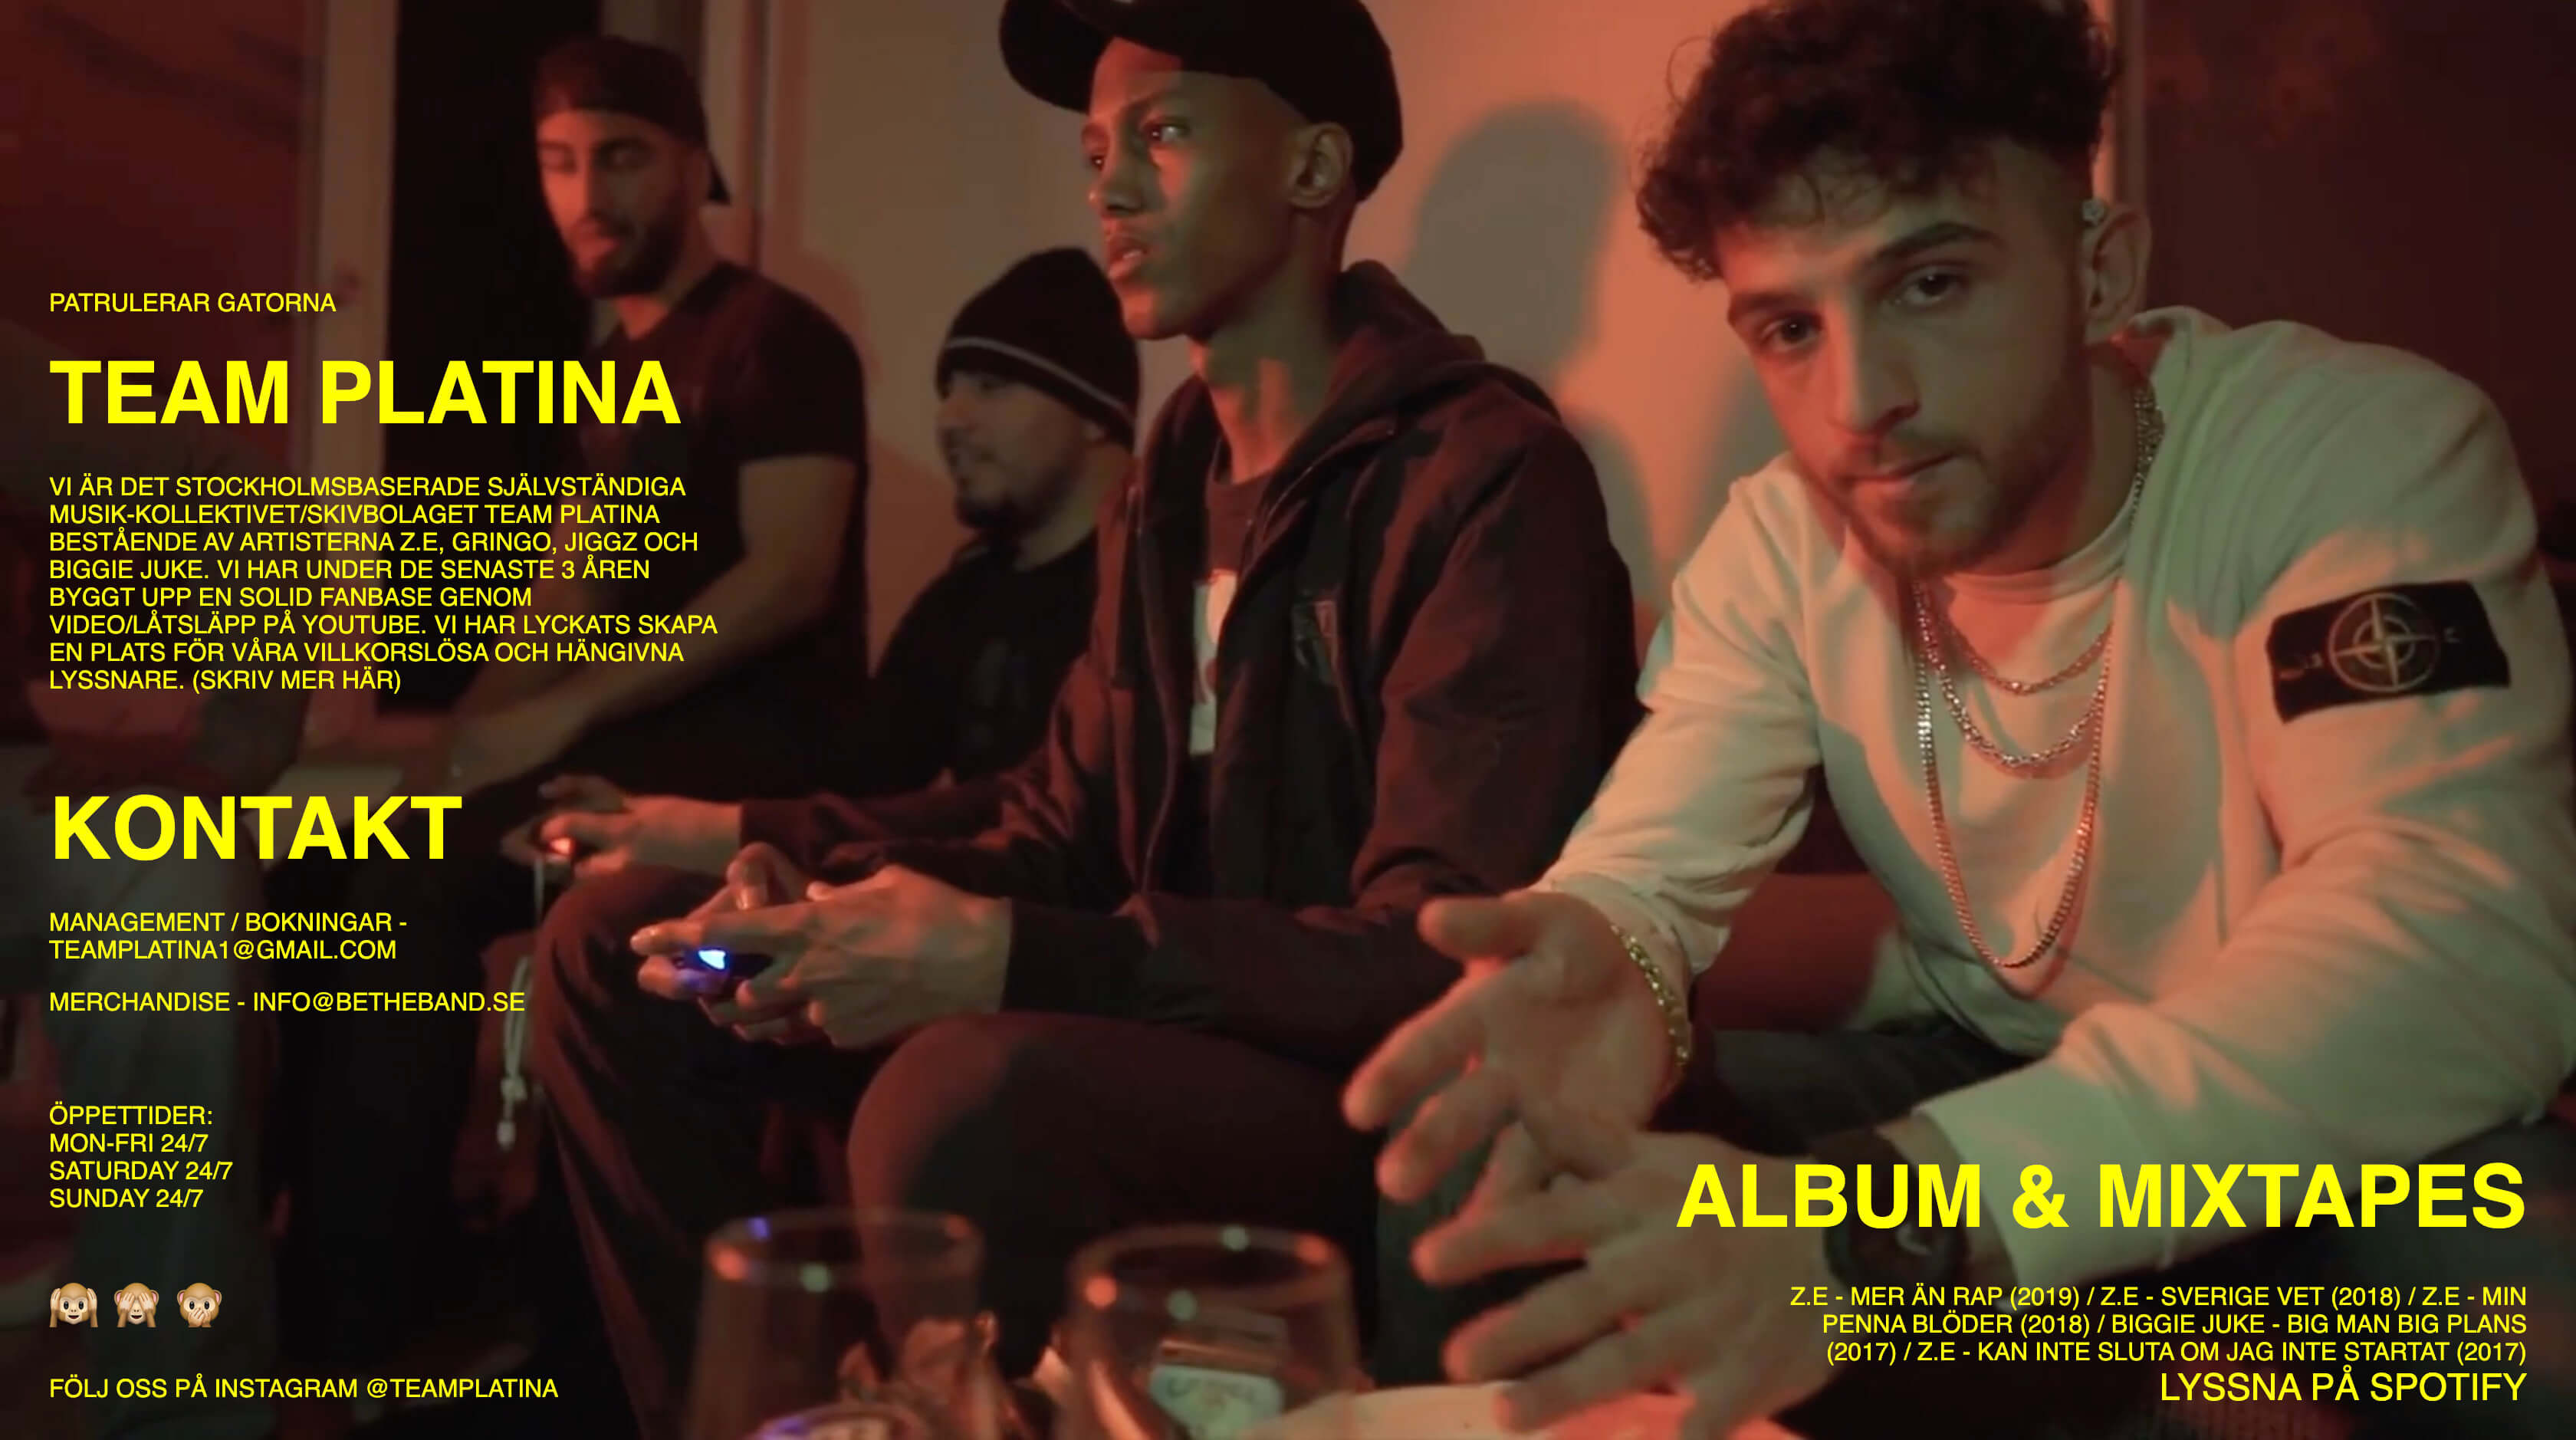 PATRULERAR GATORNA
TEAM PLATINA
VI ÄR DET STOCKHOLMSBASERADE SJÄLVSTÄNDIGA
MUSIK-KOLLEKTIVET/SKIVBOLAGET TEAM PLATINA
BESTÅENDE AV ARTISTERNA Z.E, GRINGO, JIGGZ OCH
BIGGIE JUKE. VI HAR UNDER DE SENASTE 3 ÅREN
BYGGT UPP EN SOLID FANBASE GENOM
VIDEO/LÅTSLÄPP PÅ YOUTUBE. VI HAR LYCKATS SKAPA
EN PLATS FÖR VÅRA VILLKORSLÖSA OCH HÄNGIVNA
LYSSNARE. (SKRIV MER HÄR)
KONTAKT
MANAGEMENT / BOKNINGAR -
TEAMPLATINA1@GMAIL.COM
MERCHANDISE - INFO@BETHEBAND.SE
ÖPPETTIDER:
MON-FRI 24/7
SATURDAY 24/7
SUNDAY 24/7
🙉 🙈 🙊
FÖLJ OSS PÅ INSTAGRAM @TEAMPLATINA
ALBUM & MIXTAPES
Z.E - MER ÄN RAP (2019) / Z.E - SVERIGE VET (2018) / Z.E - MIN
PENNA BLÖDER (2018) / BIGGIE JUKE - BIG MAN BIG PLANS
(2017) / Z.E - KAN INTE SLUTA OM JAG INTE STARTAT (2017)
LYSSNA PÅ SPOTIFY